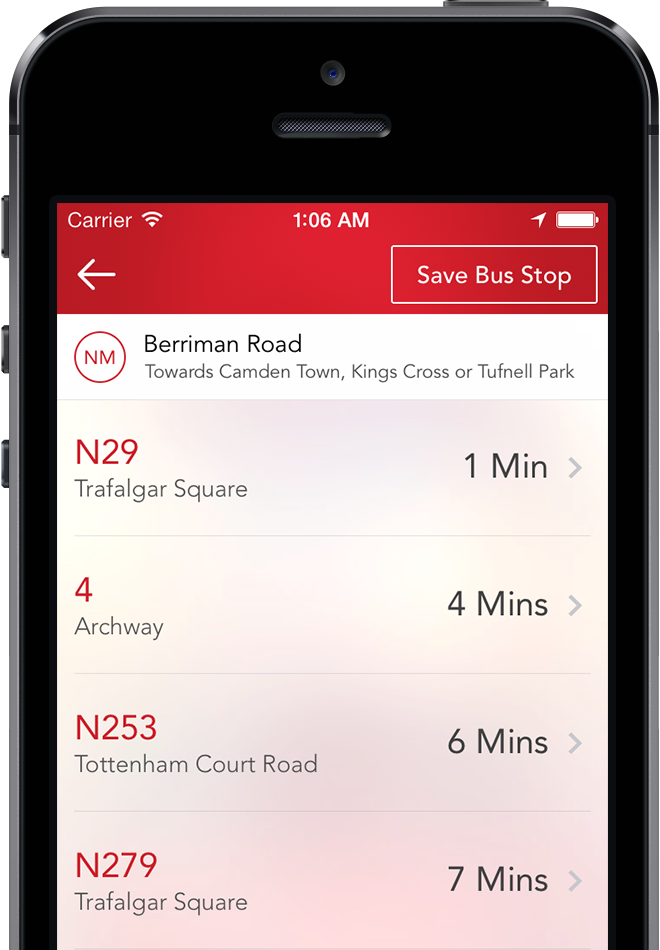 Carrier 1:06 AM
Save Bus Stop
NM
Berriman Road
Towards Camden Town, Kings Cross or Tufnell Park
N29
1 Min
Trafalgar Square
4
4 Mins
Archway
N253
6 Mins
Tottenham Court Road
N279
7 Mins
Trafalgar Square